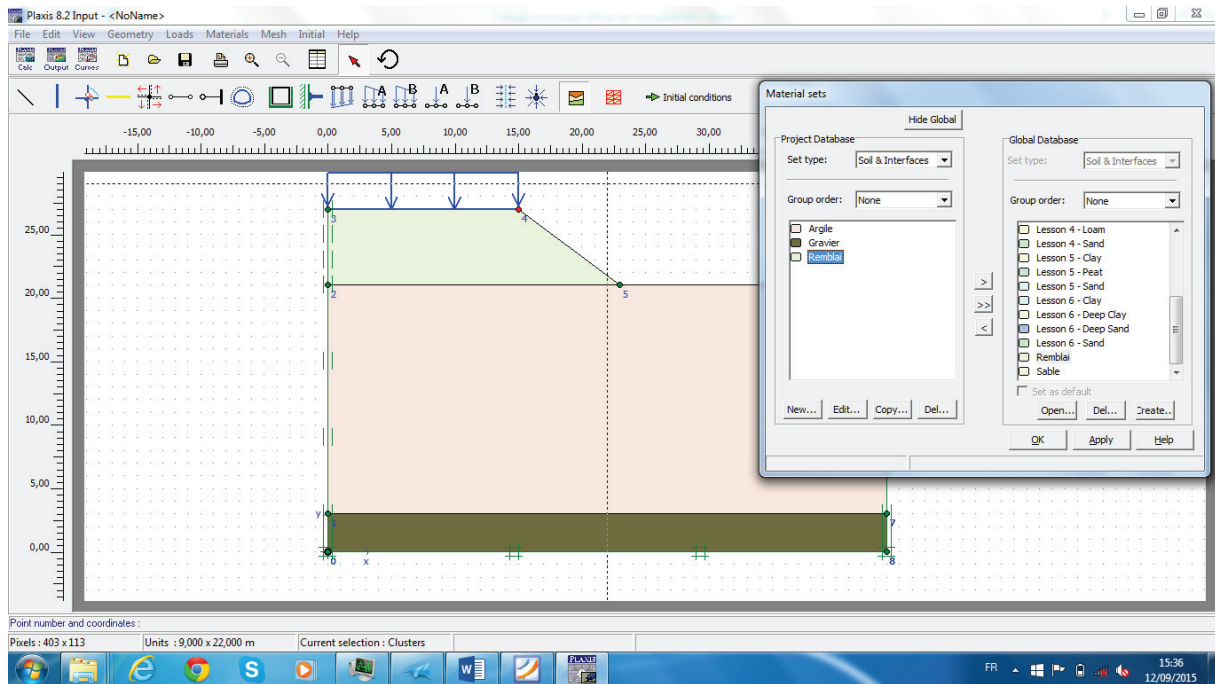 Plaxis 8.2 Input - <NoName>
File Edit View Geometry Loads Materials Mesh Initial Help
Calc Output Curves
A B A B Initial conditions
-15,00 -10,00 -5,00 0,00 5,00 10,00 15,00 20,00 25,00 30,00
25,00
20,00
15,00
10,00
5,00
0,00
3 4
2 5
y 1 7
0 x 8
Material sets
Hide Global
Project Database
Set type: Soil & Interfaces
Group order: None
Argile
Gravier
Remblai
New... Edit... Copy... Del...
>
>>
<
Global Database
Set type: Soil & Interfaces
Group order: None
Lesson 4 - Loam
Lesson 4 - Sand
Lesson 5 - Clay
Lesson 5 - Peat
Lesson 5 - Sand
Lesson 6 - Clay
Lesson 6 - Deep Clay
Lesson 6 - Deep Sand
Lesson 6 - Sand
Remblai
Sable
Set as default
Open... Del... Create..
OK Apply Help
Point number and coordinates :
Pixels : 403 x 113 Units : 9,000 x 22,000 m Current selection : Clusters
PLAXIS
FR 15:36
12/09/2015